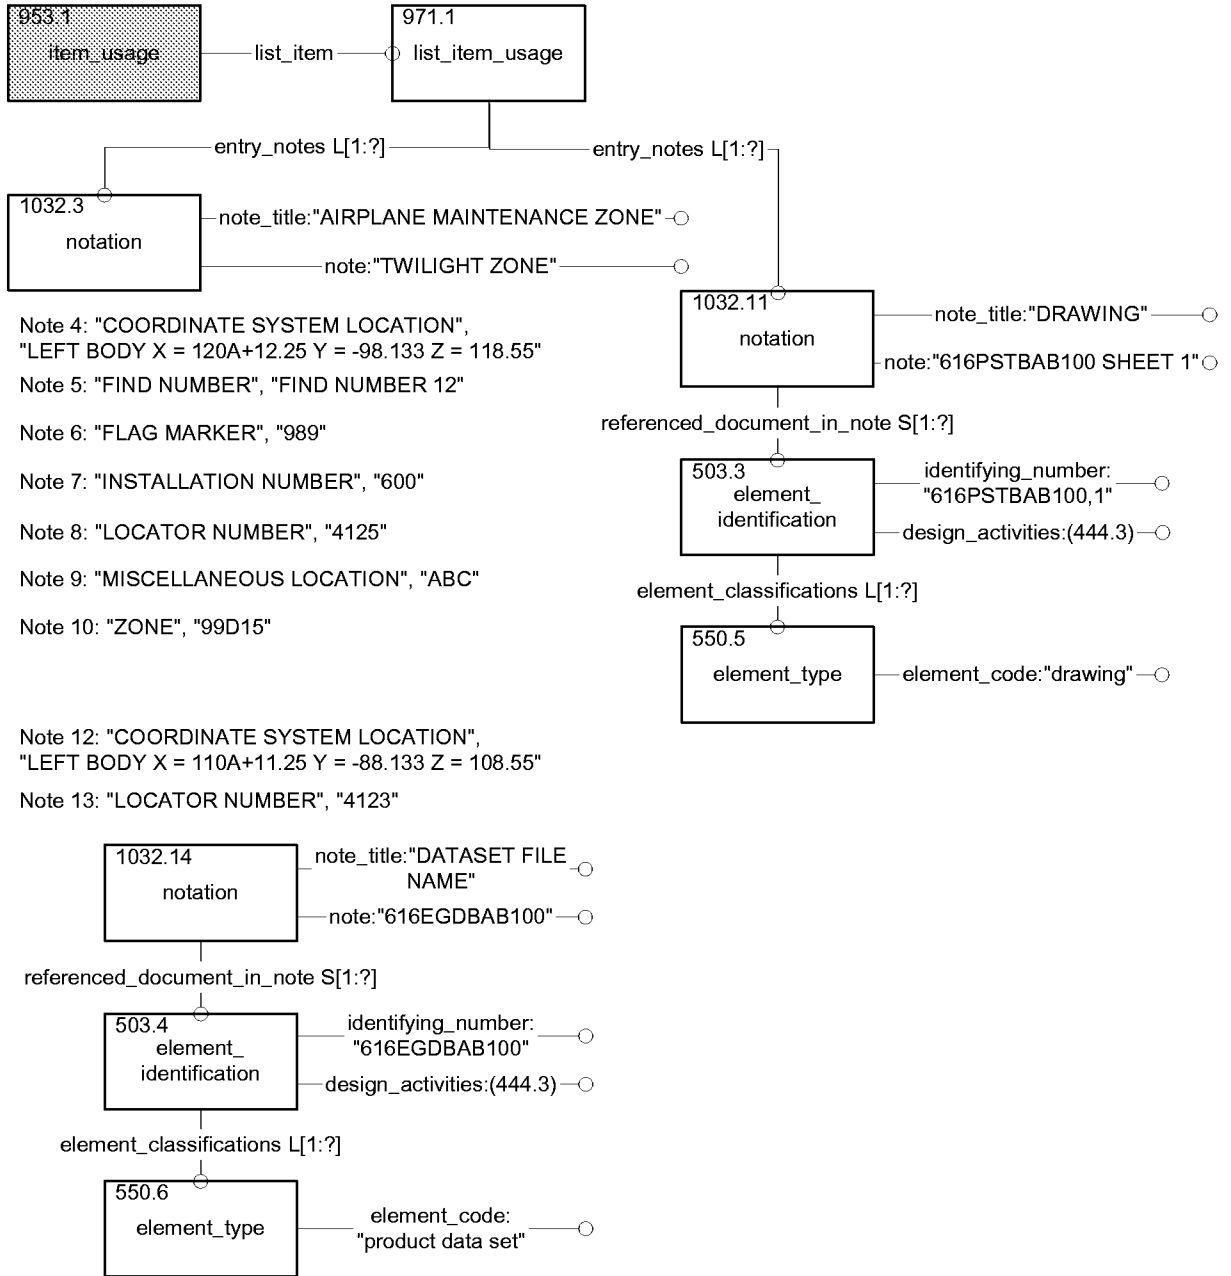 953.1
item_usage
list_item
971.1
list_item_usage
entry_notes L[1:?]
entry_notes L[1:?]
1032.3
notation
note_title:"AIRPLANE MAINTENANCE ZONE"
note:"TWILIGHT ZONE"
1032.11
notation
note_title:"DRAWING"
note:"616PSTBAB100 SHEET 1"
referenced_document_in_note S[1:?]
503.3
element_
identification
identifying_number:
"616PSTBAB100,1"
design_activities:(444.3)
element_classifications L[1:?]
550.5
element_type
element_code:"drawing"
Note 4: "COORDINATE SYSTEM LOCATION",
"LEFT BODY X = 120A+12.25 Y = -98.133 Z = 118.55"
Note 5: "FIND NUMBER", "FIND NUMBER 12"
Note 6: "FLAG MARKER", "989"
Note 7: "INSTALLATION NUMBER", "600"
Note 8: "LOCATOR NUMBER", "4125"
Note 9: "MISCELLANEOUS LOCATION", "ABC"
Note 10: "ZONE", "99D15"
Note 12: "COORDINATE SYSTEM LOCATION",
"LEFT BODY X = 110A+11.25 Y = -88.133 Z = 108.55"
Note 13: "LOCATOR NUMBER", "4123"
1032.14
notation
note_title:"DATASET FILE
NAME"
note:"616EGDBAB100"
referenced_document_in_note S[1:?]
503.4
element_
identification
identifying_number:
"616EGDBAB100"
design_activities:(444.3)
element_classifications L[1:?]
550.6
element_type
element_code:
"product data set"